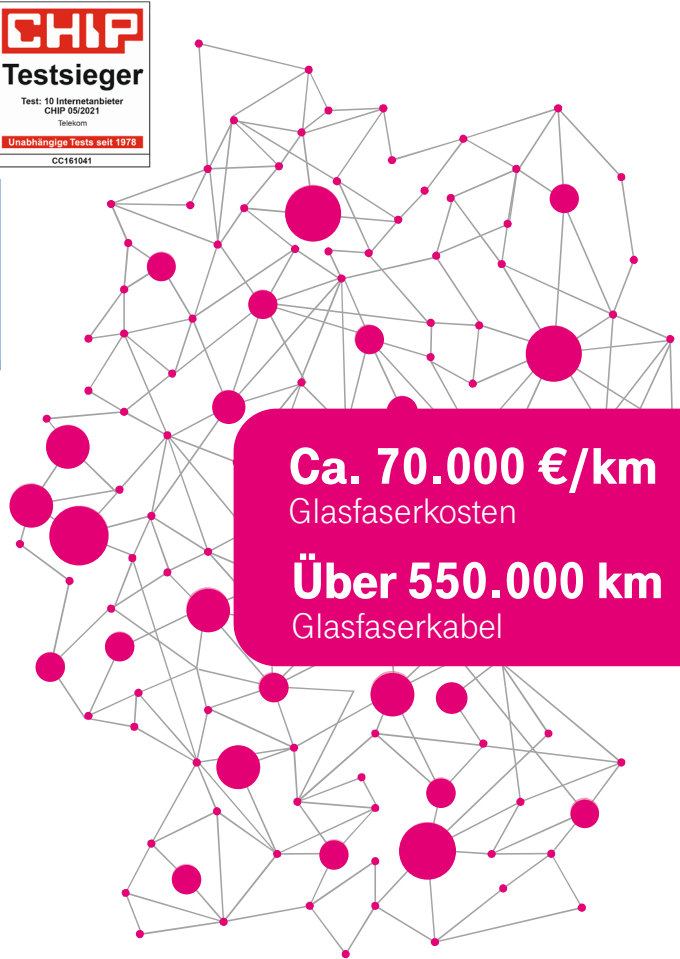 CHIP
Testsieger
Test: 10 Internetanbieter
CHIP 05/2021
Telekom
Unabhängige Tests seit 1978
CC161041
Ca. 70.000 €/km
Glasfaserkosten
Über 550.000 km
Glasfaserkabel